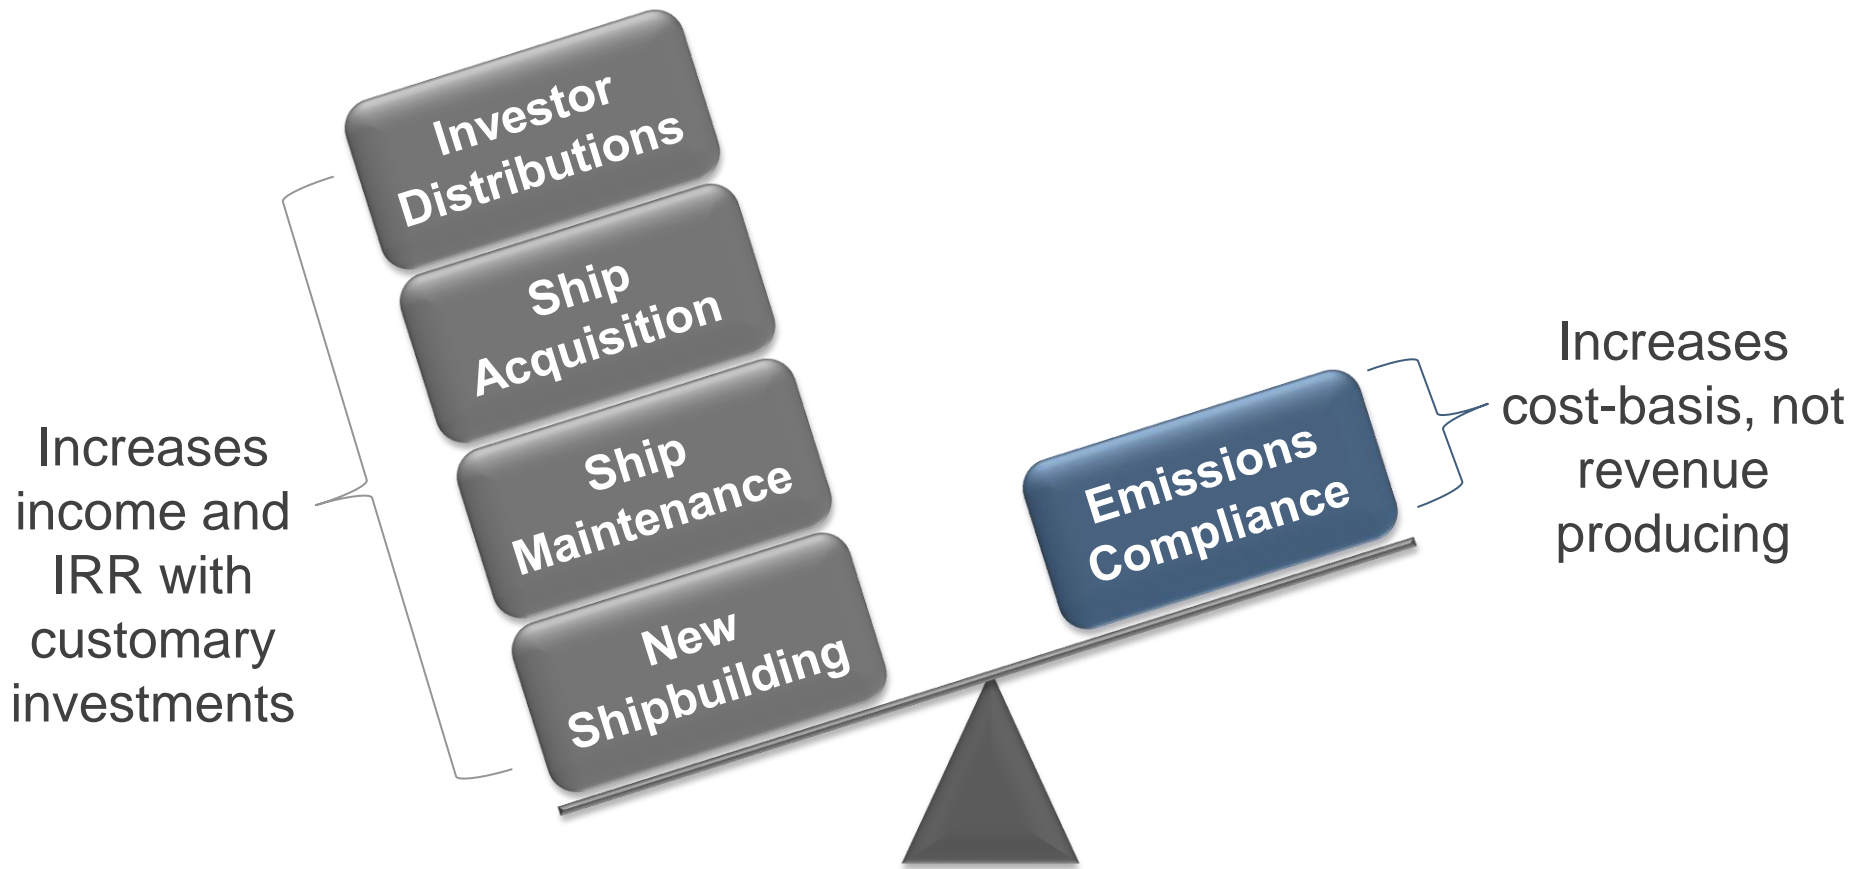 Investor
Distributions
Ship
Acquisition
Ship
Maintenance
New
Shipbuilding
Increases
income and
IRR with
customary
investments
Emissions
Compliance
Increases
cost-basis, not
revenue
producing